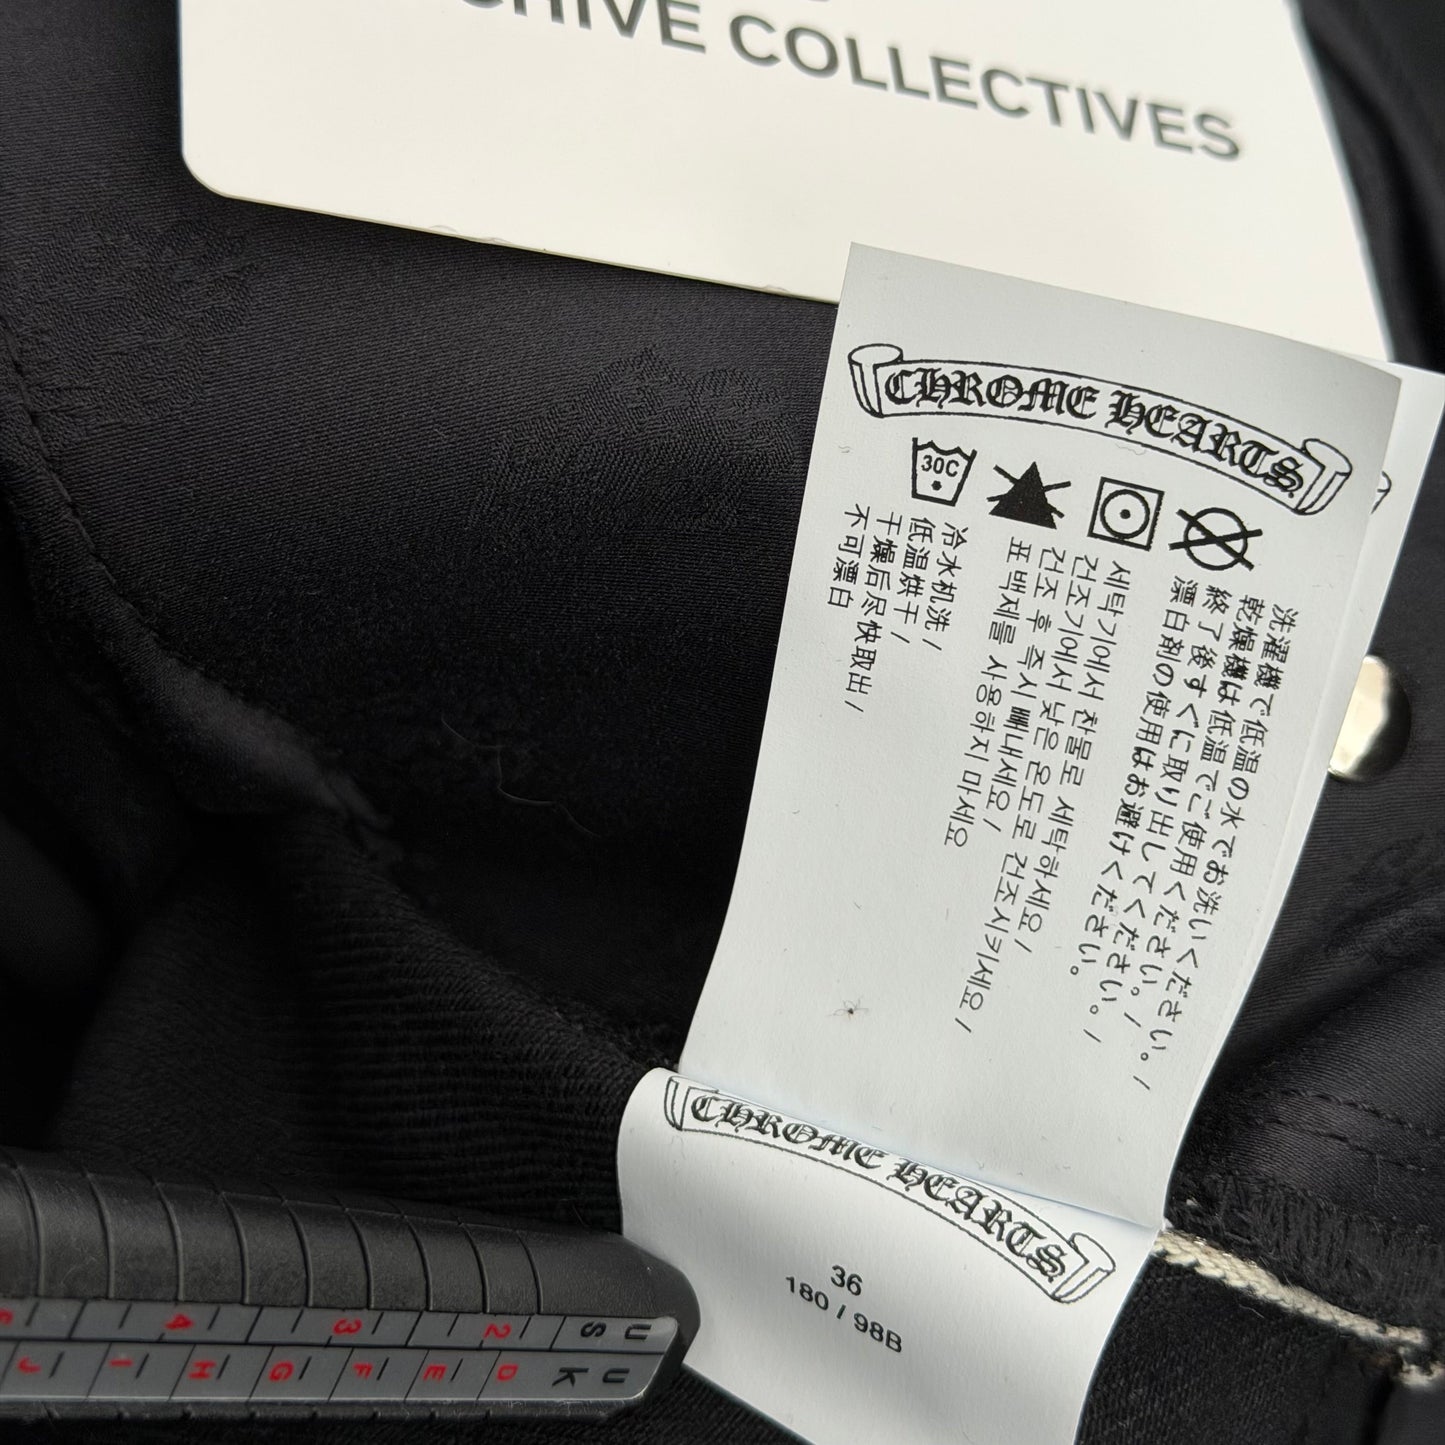 CHIVE COLLECTIVES
CHROME HEARTS
30C
冷水机洗 /
低温烘干 /
干燥后尽快取出 /
不可漂白
세탁기에서 찬물로 세탁하세요 /
건조기에서 낮은 온도로 건조시키세요 /
건조 후 즉시 빼내세요 /
표백제를 사용하지 마세요
洗濯機で低温の水でお洗いください。/
乾燥機は低温でご使用ください。/
終了後すぐに取り出してください。/
漂白剤の使用はお避けください。
CHROME HEARTS
36
180 / 98B
US
2
3
4
5
UK
D
E
F
G
H
I
J